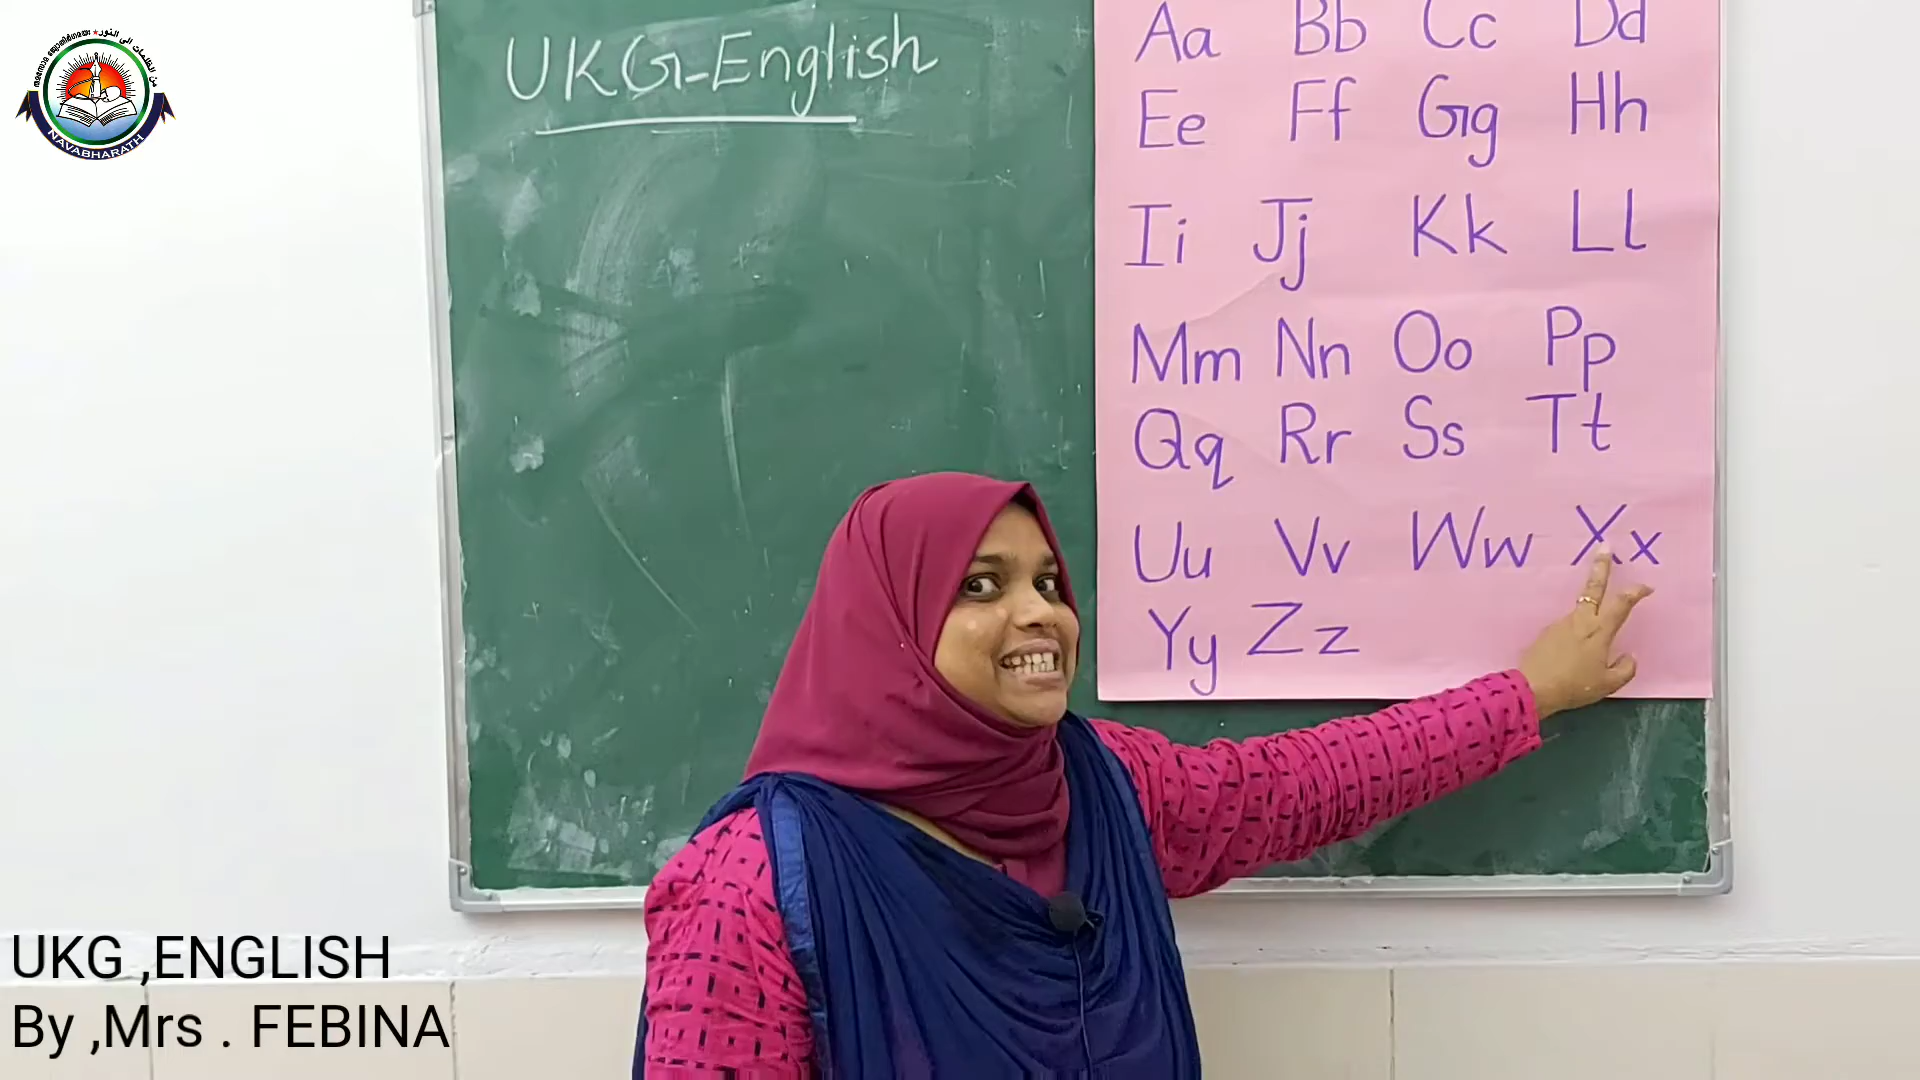 UKG-English
Aa Bb Cc Dd
Ee Ff Gg Hh
Ii Jj Kk Ll
Mm Nn Oo Pp
Qq Rr Ss Tt
Uu Vv Ww Xx
Yy Zz
NAVABHARATH
UKG ,ENGLISH
By ,Mrs . FEBINA